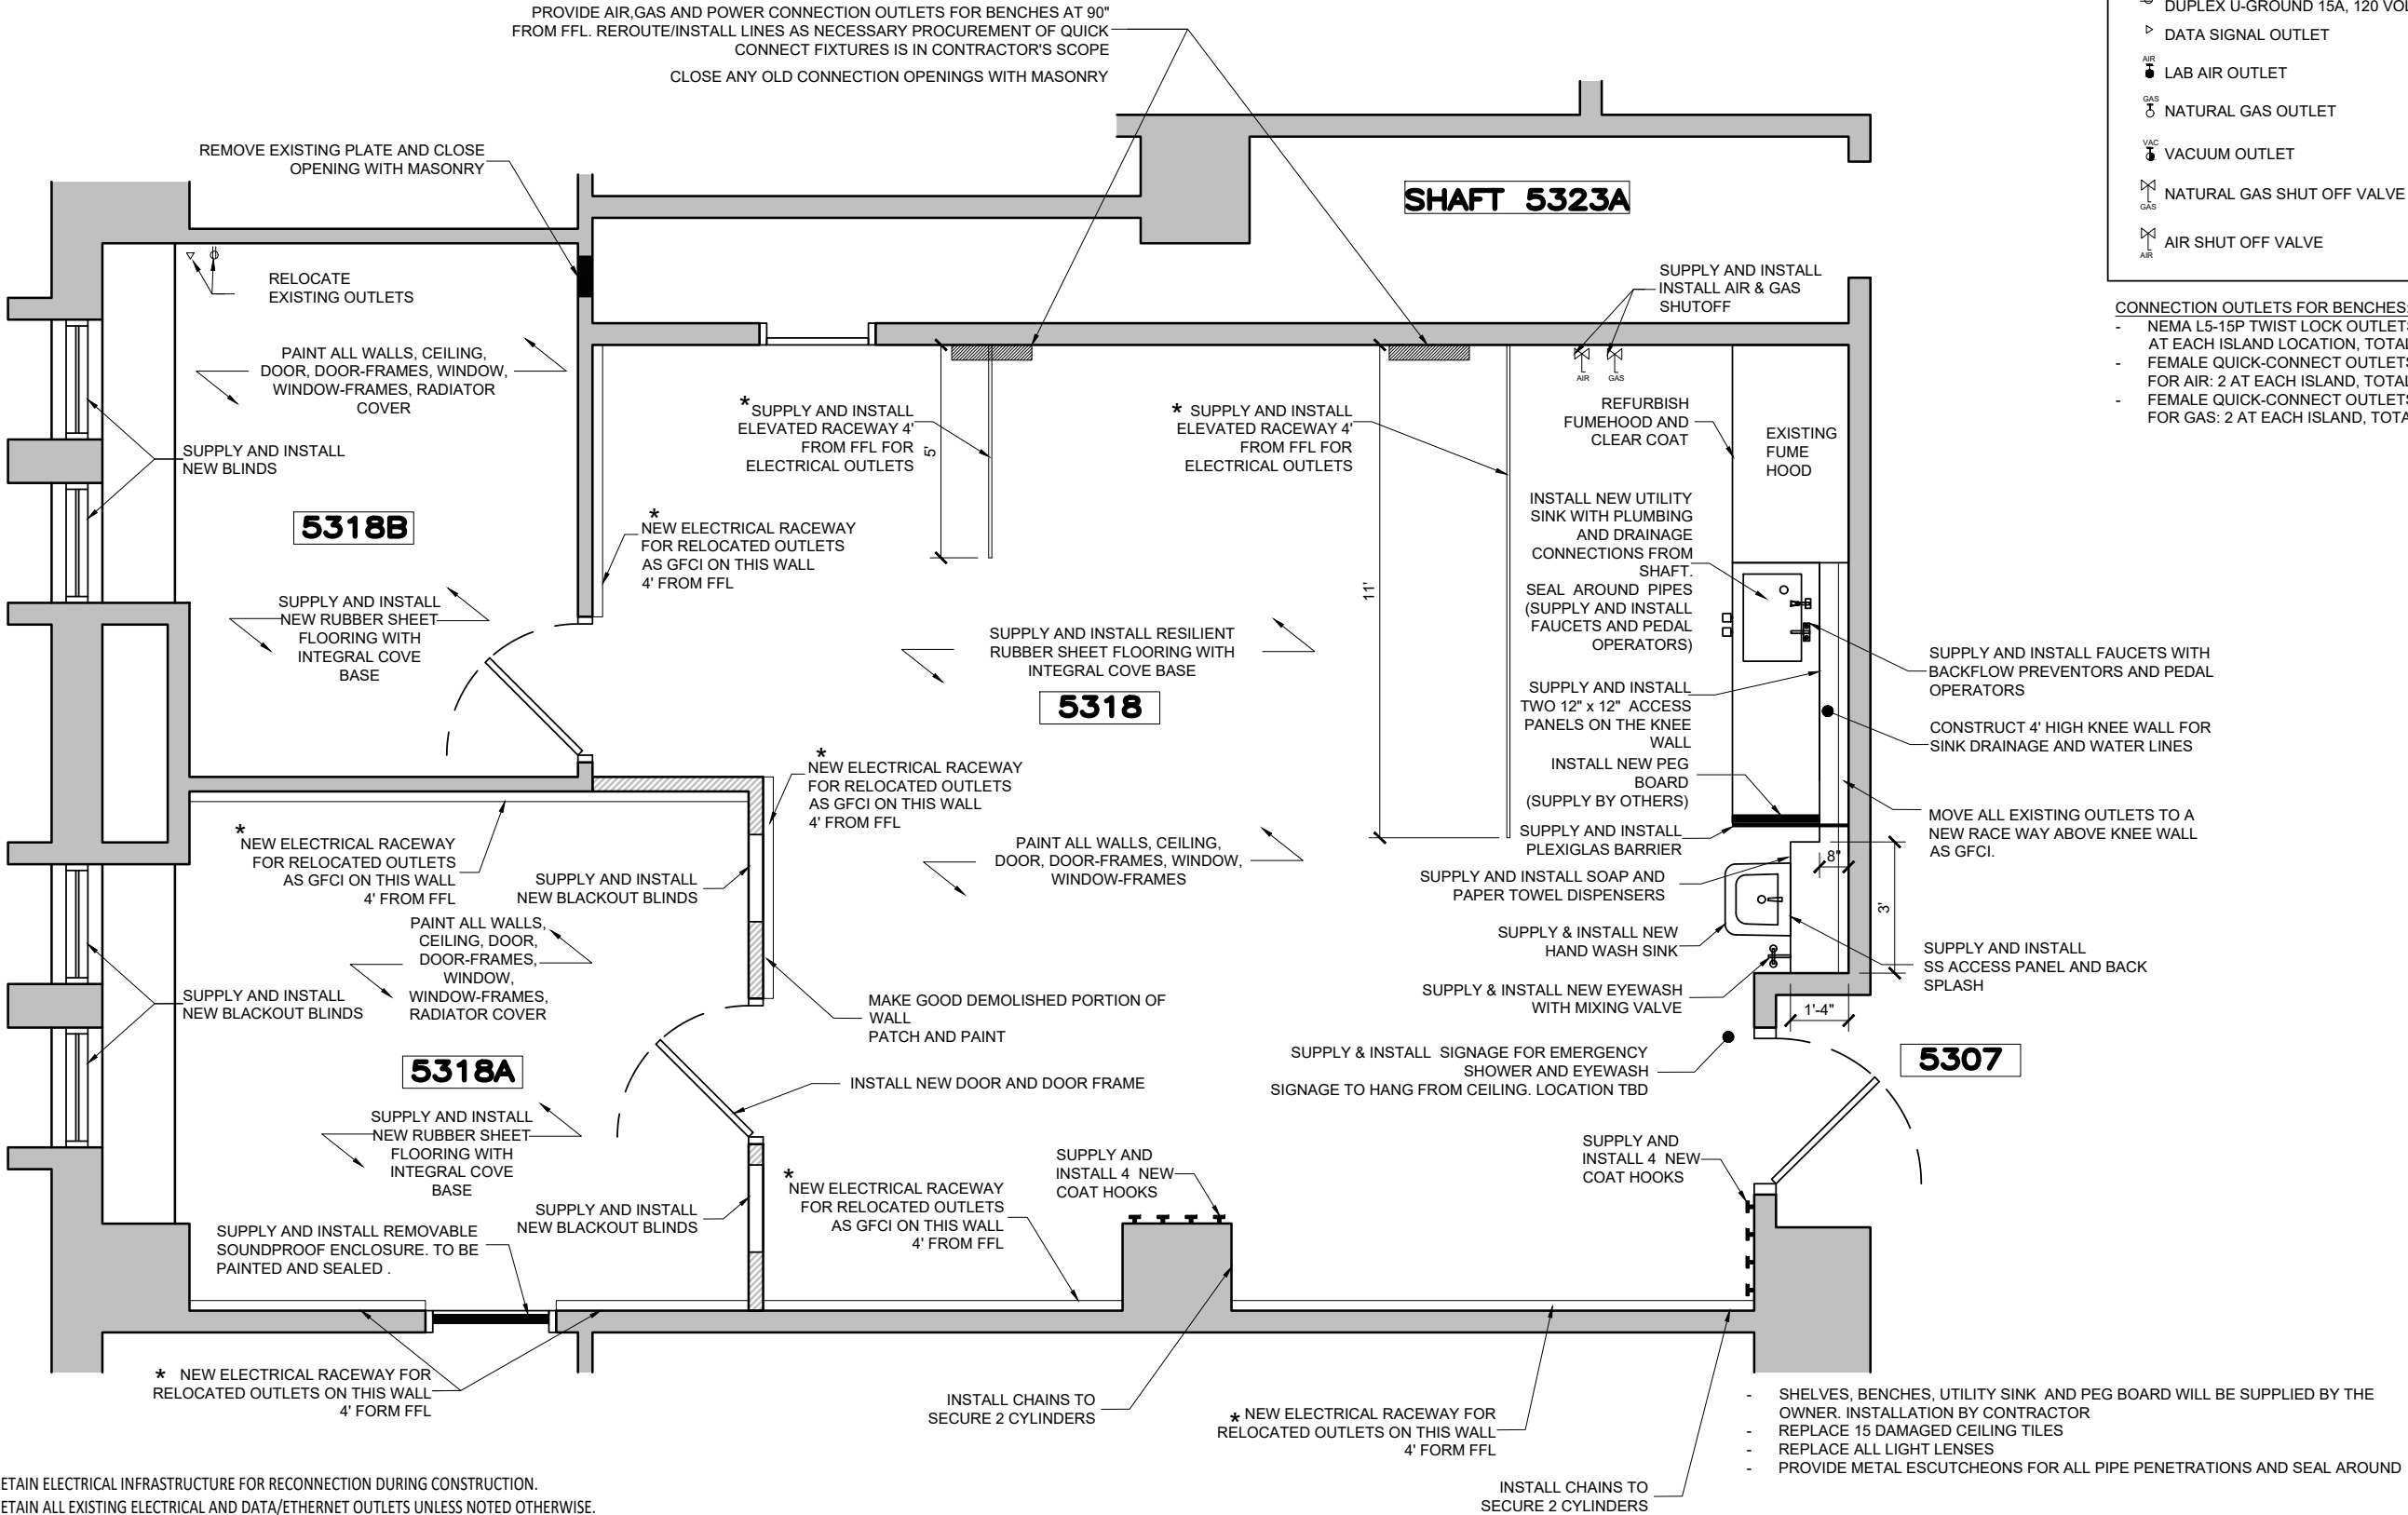 PROVIDE AIR,GAS AND POWER CONNECTION OUTLETS FOR BENCHES AT 90"
FROM FFL. REROUTE/INSTALL LINES AS NECESSARY PROCUREMENT OF QUICK
CONNECT FIXTURES IS IN CONTRACTOR'S SCOPE
CLOSE ANY OLD CONNECTION OPENINGS WITH MASONRY
DUPLEX U-GROUND 15A, 120 VOL
DATA SIGNAL OUTLET
AIR
LAB AIR OUTLET
GAS
NATURAL GAS OUTLET
VAC
VACUUM OUTLET
NATURAL GAS SHUT OFF VALVE
GAS
AIR SHUT OFF VALVE
AIR
CONNECTION OUTLETS FOR BENCHES:
- NEMA L5-15P TWIST LOCK OUTLET
AT EACH ISLAND LOCATION, TOTAL
- FEMALE QUICK-CONNECT OUTLETS
FOR AIR: 2 AT EACH ISLAND, TOTAL
- FEMALE QUICK-CONNECT OUTLETS
FOR GAS: 2 AT EACH ISLAND, TOTA
REMOVE EXISTING PLATE AND CLOSE
OPENING WITH MASONRY
SHAFT 5323A
RELOCATE
EXISTING OUTLETS
SUPPLY AND INSTALL
INSTALL AIR & GAS
SHUTOFF
AIR
GAS
PAINT ALL WALLS, CEILING,
DOOR, DOOR-FRAMES, WINDOW,
WINDOW-FRAMES, RADIATOR
COVER
* SUPPLY AND INSTALL
ELEVATED RACEWAY 4'
FROM FFL FOR
ELECTRICAL OUTLETS
5'
* SUPPLY AND INSTALL
ELEVATED RACEWAY 4'
FROM FFL FOR
ELECTRICAL OUTLETS
11'
REFURBISH
FUMEHOOD AND
CLEAR COAT
EXISTING
FUME
HOOD
SUPPLY AND INSTALL
NEW BLINDS
5318B
*
NEW ELECTRICAL RACEWAY
FOR RELOCATED OUTLETS
AS GFCI ON THIS WALL
4' FROM FFL
INSTALL NEW UTILITY
SINK WITH PLUMBING
AND DRAINAGE
CONNECTIONS FROM
SHAFT.
SEAL AROUND PIPES
(SUPPLY AND INSTALL
FAUCETS AND PEDAL
OPERATORS)
SUPPLY AND INSTALL
NEW RUBBER SHEET
FLOORING WITH
INTEGRAL COVE
BASE
SUPPLY AND INSTALL RESILIENT
RUBBER SHEET FLOORING WITH
INTEGRAL COVE BASE
5318
SUPPLY AND INSTALL FAUCETS WITH
BACKFLOW PREVENTORS AND PEDAL
OPERATORS
SUPPLY AND INSTALL
TWO 12" x 12" ACCESS
PANELS ON THE KNEE
WALL
CONSTRUCT 4' HIGH KNEE WALL FOR
SINK DRAINAGE AND WATER LINES
*
NEW ELECTRICAL RACEWAY
FOR RELOCATED OUTLETS
AS GFCI ON THIS WALL
4' FROM FFL
INSTALL NEW PEG
BOARD
(SUPPLY BY OTHERS)
MOVE ALL EXISTING OUTLETS TO A
NEW RACE WAY ABOVE KNEE WALL
AS GFCI.
*
NEW ELECTRICAL RACEWAY
FOR RELOCATED OUTLETS
AS GFCI ON THIS WALL
4' FROM FFL
SUPPLY AND INSTALL
NEW BLACKOUT BLINDS
PAINT ALL WALLS, CEILING,
DOOR, DOOR-FRAMES, WINDOW,
WINDOW-FRAMES
SUPPLY AND INSTALL
PLEXIGLAS BARRIER
8"
SUPPLY AND INSTALL SOAP AND
PAPER TOWEL DISPENSERS
3'
PAINT ALL WALLS,
CEILING, DOOR,
DOOR-FRAMES,
WINDOW,
WINDOW-FRAMES,
RADIATOR COVER
SUPPLY & INSTALL NEW
HAND WASH SINK
SUPPLY AND INSTALL
SS ACCESS PANEL AND BACK
SPLASH
SUPPLY AND INSTALL
NEW BLACKOUT BLINDS
MAKE GOOD DEMOLISHED PORTION OF
WALL
PATCH AND PAINT
SUPPLY & INSTALL NEW EYEWASH
WITH MIXING VALVE
1'-4"
5318A
INSTALL NEW DOOR AND DOOR FRAME
SUPPLY & INSTALL SIGNAGE FOR EMERGENCY
SHOWER AND EYEWASH
SIGNAGE TO HANG FROM CEILING. LOCATION TBD
5307
SUPPLY AND INSTALL
NEW RUBBER SHEET
FLOORING WITH
INTEGRAL COVE
BASE
SUPPLY AND INSTALL
NEW BLACKOUT BLINDS
*
NEW ELECTRICAL RACEWAY
FOR RELOCATED OUTLETS
AS GFCI ON THIS WALL
4' FROM FFL
SUPPLY AND
INSTALL 4 NEW
COAT HOOKS
SUPPLY AND
INSTALL 4 NEW
COAT HOOKS
SUPPLY AND INSTALL REMOVABLE
SOUNDPROOF ENCLOSURE. TO BE
PAINTED AND SEALED .
* NEW ELECTRICAL RACEWAY FOR
RELOCATED OUTLETS ON THIS WALL
4' FORM FFL
INSTALL CHAINS TO
SECURE 2 CYLINDERS
* NEW ELECTRICAL RACEWAY FOR
RELOCATED OUTLETS ON THIS WALL
4' FORM FFL
INSTALL CHAINS TO
SECURE 2 CYLINDERS
- SHELVES, BENCHES, UTILITY SINK AND PEG BOARD WILL BE SUPPLIED BY THE
OWNER. INSTALLATION BY CONTRACTOR
- REPLACE 15 DAMAGED CEILING TILES
- REPLACE ALL LIGHT LENSES
- PROVIDE METAL ESCUTCHEONS FOR ALL PIPE PENETRATIONS AND SEAL AROUND
ETAIN ELECTRICAL INFRASTRUCTURE FOR RECONNECTION DURING CONSTRUCTION.
ETAIN ALL EXISTING ELECTRICAL AND DATA/ETHERNET OUTLETS UNLESS NOTED OTHERWISE.